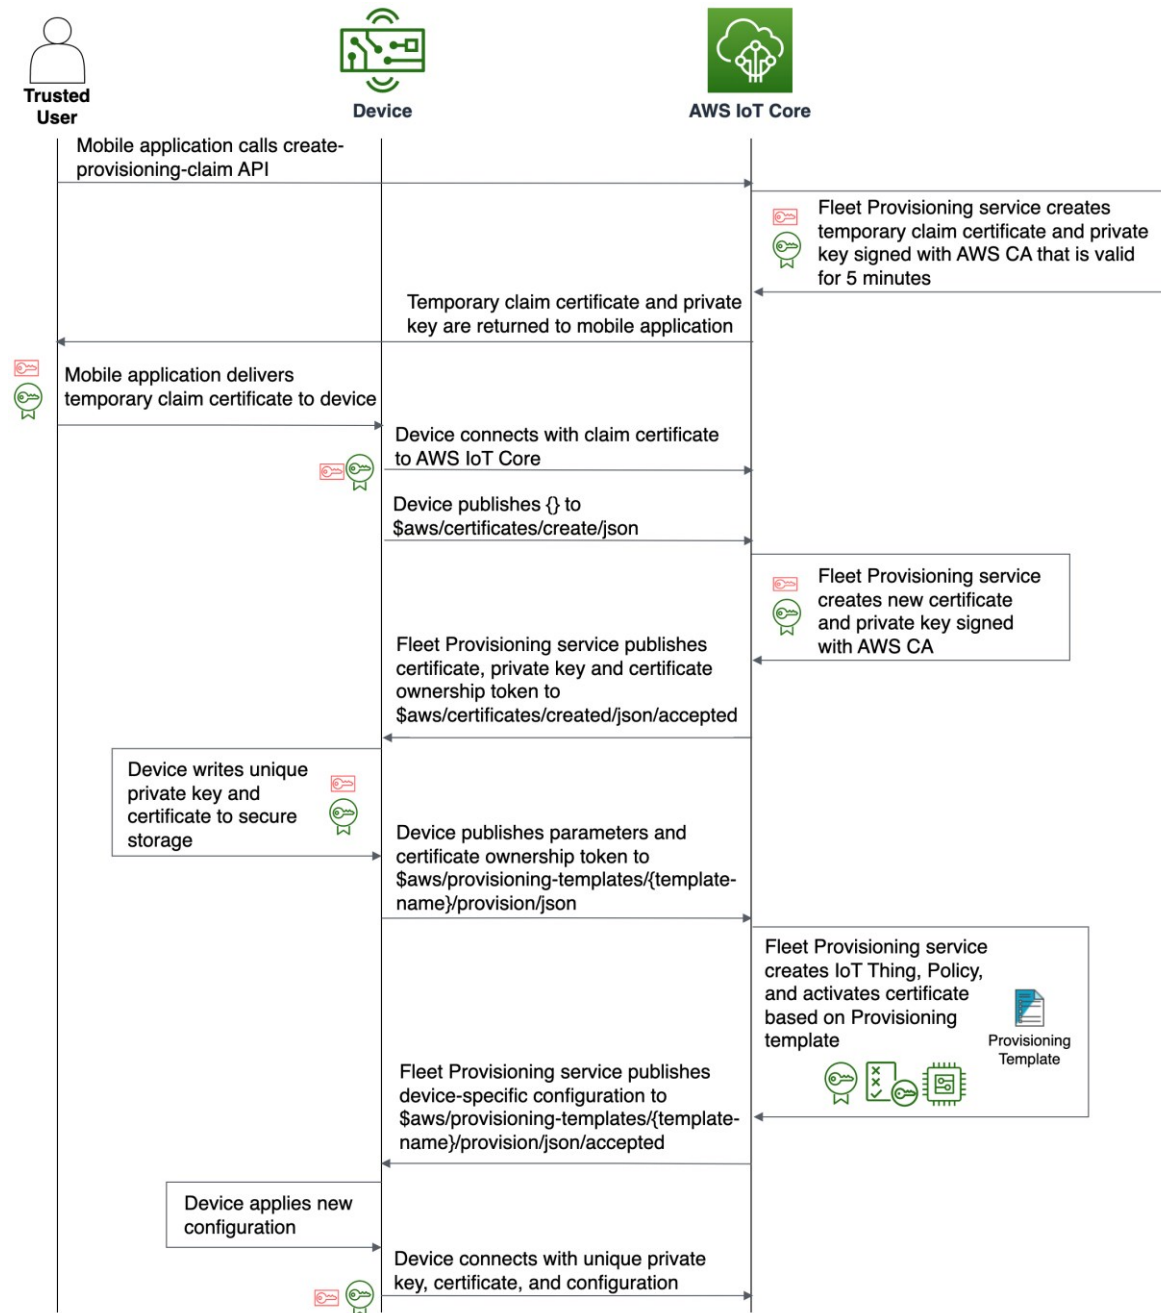 Trusted
User
Device
AWS IoT Core
Mobile application calls create-
provisioning-claim API
Fleet Provisioning service creates
temporary claim certificate and private
key signed with AWS CA that is valid
for 5 minutes
Temporary claim certificate and private
key are returned to mobile application
Mobile application delivers
temporary claim certificate to device
Device connects with claim certificate
to AWS IoT Core
Device publishes {} to
$aws/certificates/create/json
Fleet Provisioning service
creates new certificate
and private key signed
with AWS CA
Fleet Provisioning service publishes
certificate, private key and certificate
ownership token to
$aws/certificates/created/json/accepted
Device writes unique
private key and
certificate to secure
storage
Device publishes parameters and
certificate ownership token to
$aws/provisioning-templates/{template-
name}/provision/json
Fleet Provisioning service
creates IoT Thing, Policy,
and activates certificate
based on Provisioning
template
Provisioning
Template
Fleet Provisioning service publishes
device-specific configuration to
$aws/provisioning-templates/{template-
name}/provision/json/accepted
Device applies new
configuration
Device connects with unique private
key, certificate, and configuration